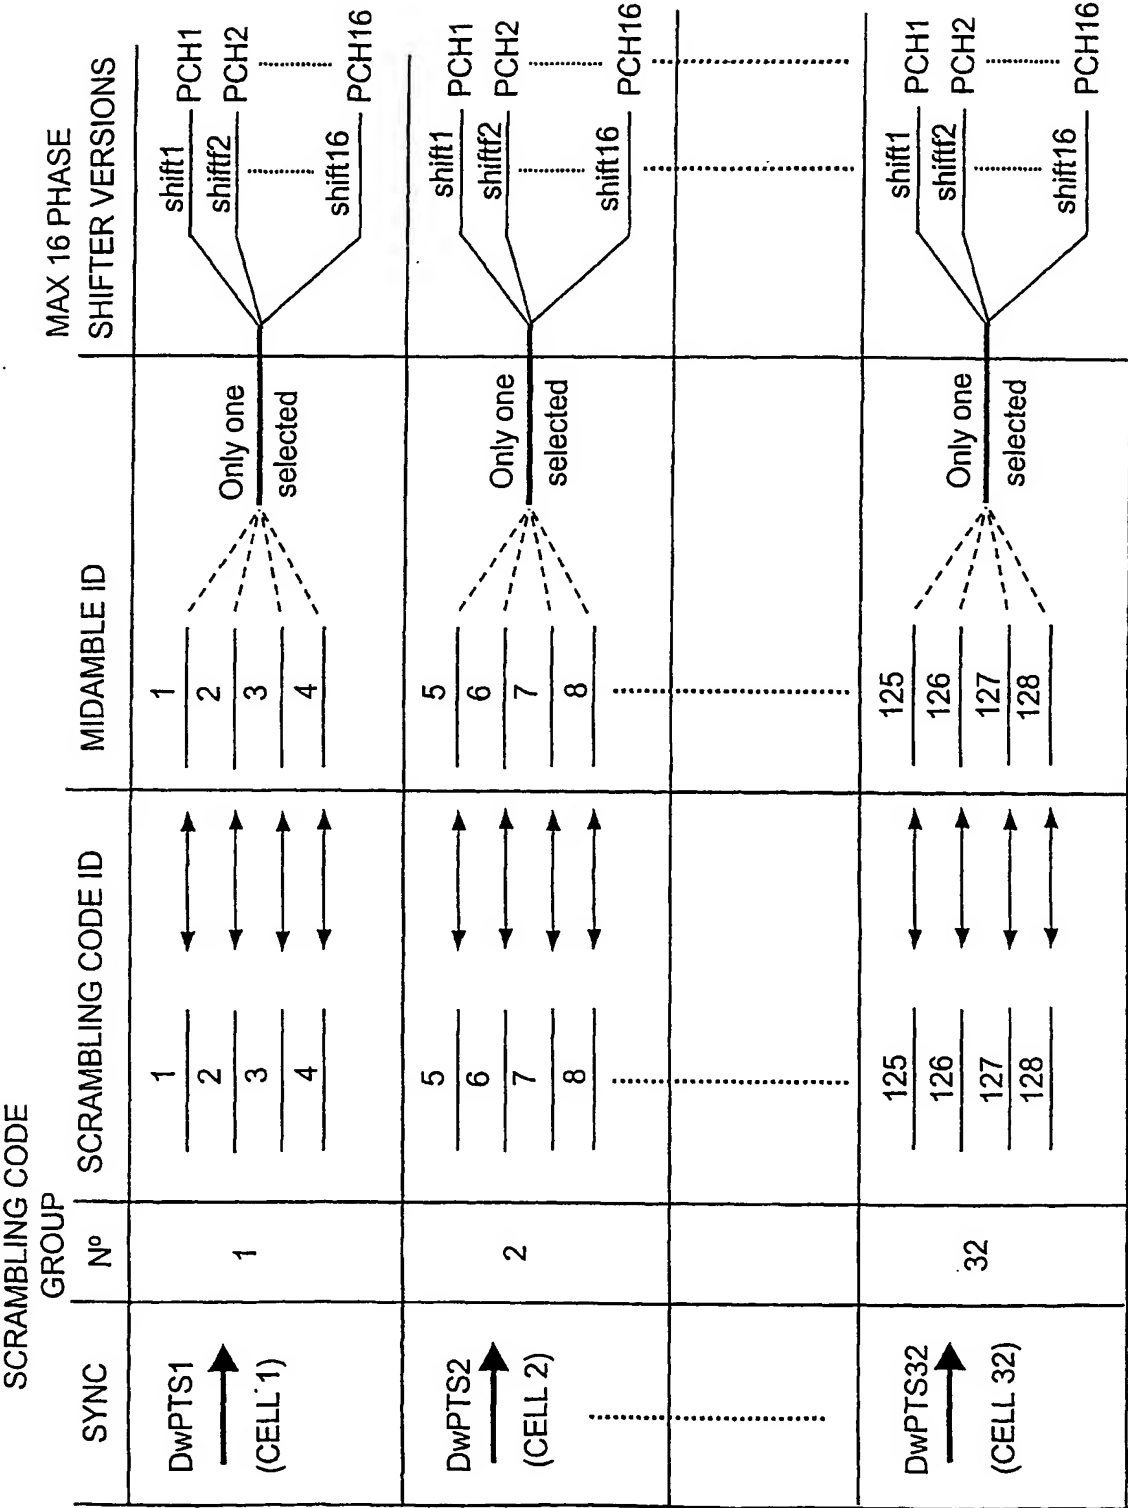 SCRAMBLING CODE
GROUP
SYNC
Nº
SCRAMBLING CODE ID
MIDAMBLE ID
MAX 16 PHASE
SHIFTER VERSIONS
DwPTS1
(CELL 1)
1
1
2
3
4
1
2
3
4
Only one
selected
shift1
shiftf2
shift16
PCH1
PCH2
PCH16
DwPTS2
(CELL 2)
2
5
6
7
8
5
6
7
8
Only one
selected
shift1
shiftf2
shift16
PCH1
PCH2
PCH16
DwPTS32
(CELL 32)
32
125
126
127
128
125
126
127
128
Only one
selected
shift1
shiftf2
shift16
PCH1
PCH2
PCH16